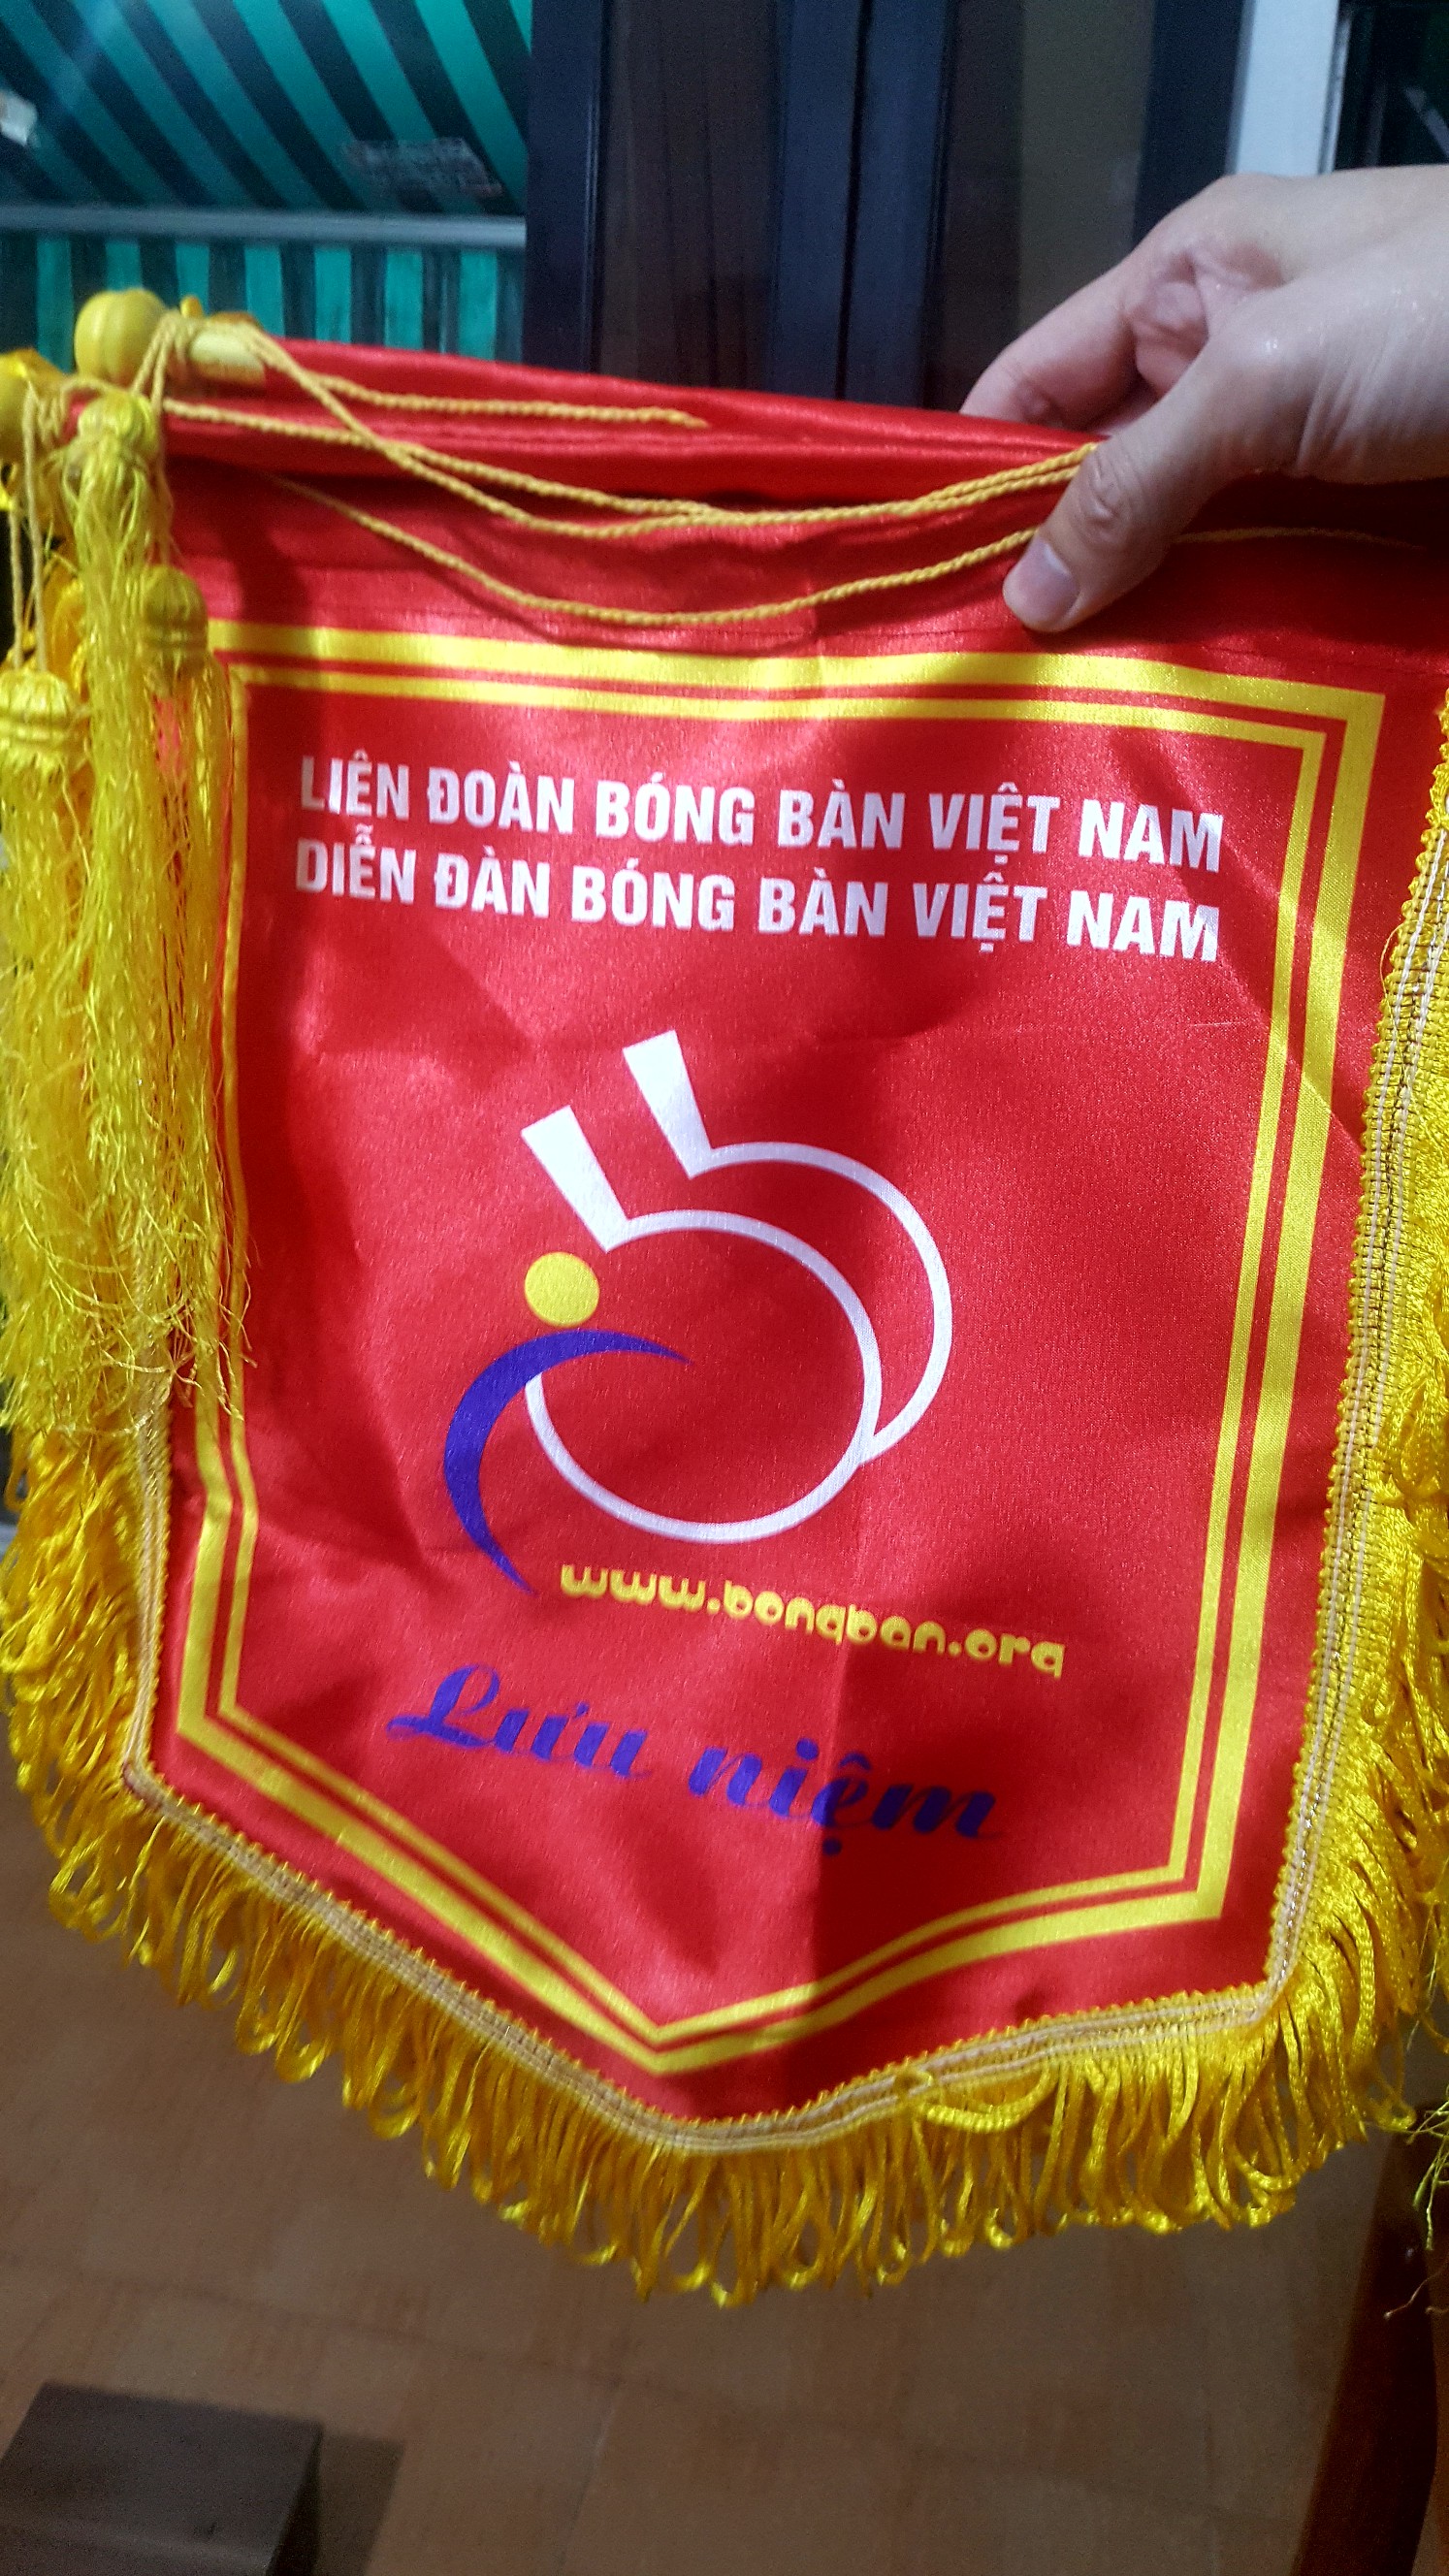 LIÊN ĐOÀN BÓNG BÀN VIỆT NAM
DIỄN ĐÀN BÓNG BÀN VIỆT NAM
www.bongban.org
Lưu niệm